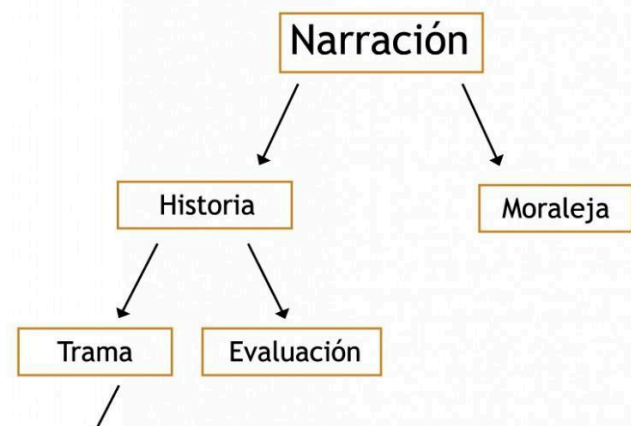 Narración
Historia
Moraleja
Trama
Evaluación